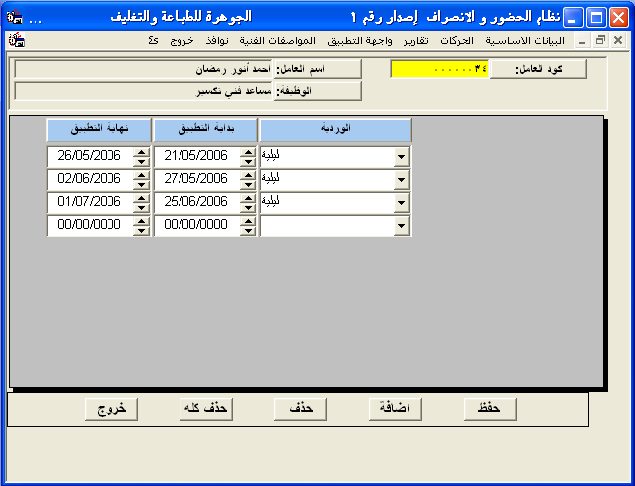 نظام الحضور و الانصراف إصدار رقم ١ الجوهرة للطباعة والتغليف ...
البيانات الاساسية الحركات تقارير واجهة التطبيق المواصفات الفنية نوافذ خروج
كود العامل: ٠٠٠٠٠٠٣٤ اسم العامل: احمد أنور رمضان
الوظيفة: مساعد فني تكسير
الوردية بداية التطبيق نهاية التطبيق
ليلية 21/05/2006 26/05/2006
ليلية 27/05/2006 02/06/2006
ليلية 25/06/2006 01/07/2006
00/00/0000 00/00/0000
حفظ اضافة حذف حذف كله خروج